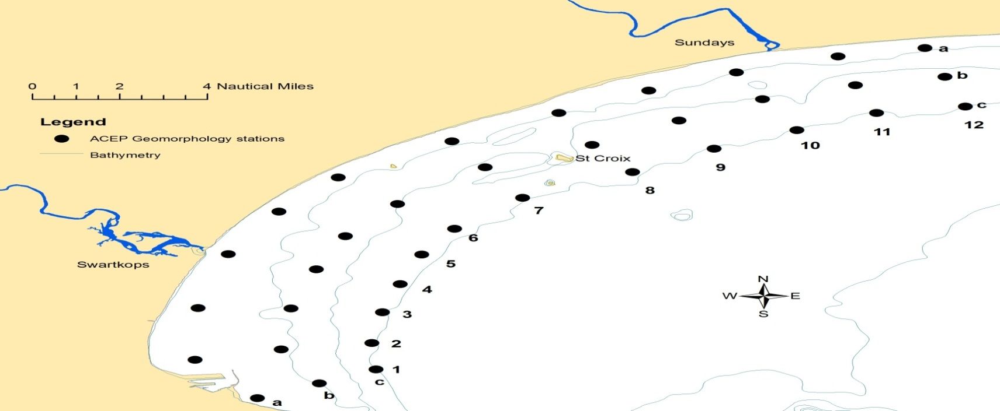 Sundays
a
b
c
12
11
10
9
8
7
6
5
4
3
2
1
c
b
a
0 1 2 4 Nautical Miles
Legend
ACEP Geomorphology stations
Bathymetry
St Croix
Swartkops
N
W E
S